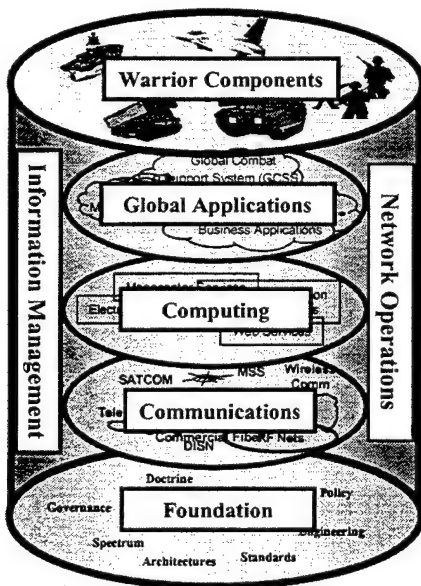 Warrior Components
Information Management
Network Operations
Global Combat
Support System (GCSS)
Global Applications
Business Applications
Computing
Web Services
MSS
Wireless
SATCOM
Comm
Communications
Commercial Fiber
RF Nets
DISN
Doctrine
Policy
Governance
Foundation
Engineering
Spectrum
Standards
Architectures